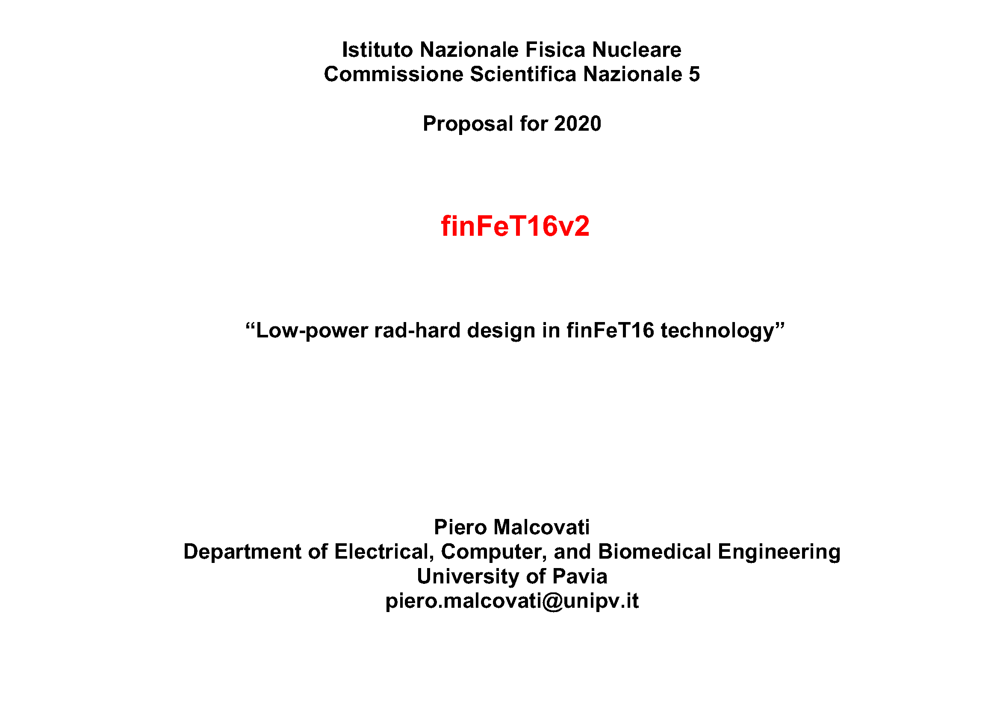 Istituto Nazionale Fisica Nucleare
Commissione Scientifica Nazionale 5
Proposal for 2020
finFeT16v2
“Low-power rad-hard design in finFeT16 technology”
Piero Malcovati
Department of Electrical, Computer, and Biomedical Engineering
University of Pavia
piero.malcovati@unipv.it